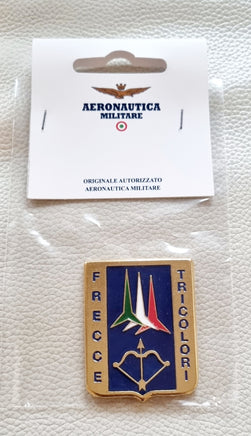 AERONAUTICA
MILITARE
ORIGINALE AUTORIZZATO
AERONAUTICA MILITARE
FRECCE
TRICOLORI